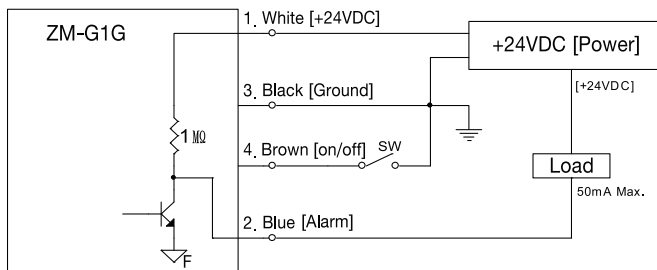 ZM-G1G
1. White [+24VDC]
+24VDC [Power]
3. Black [Ground]
[+24VDC]
1 MΩ
4. Brown [on/off]
SW
Load
50mA Max.
2. Blue [Alarm]
F